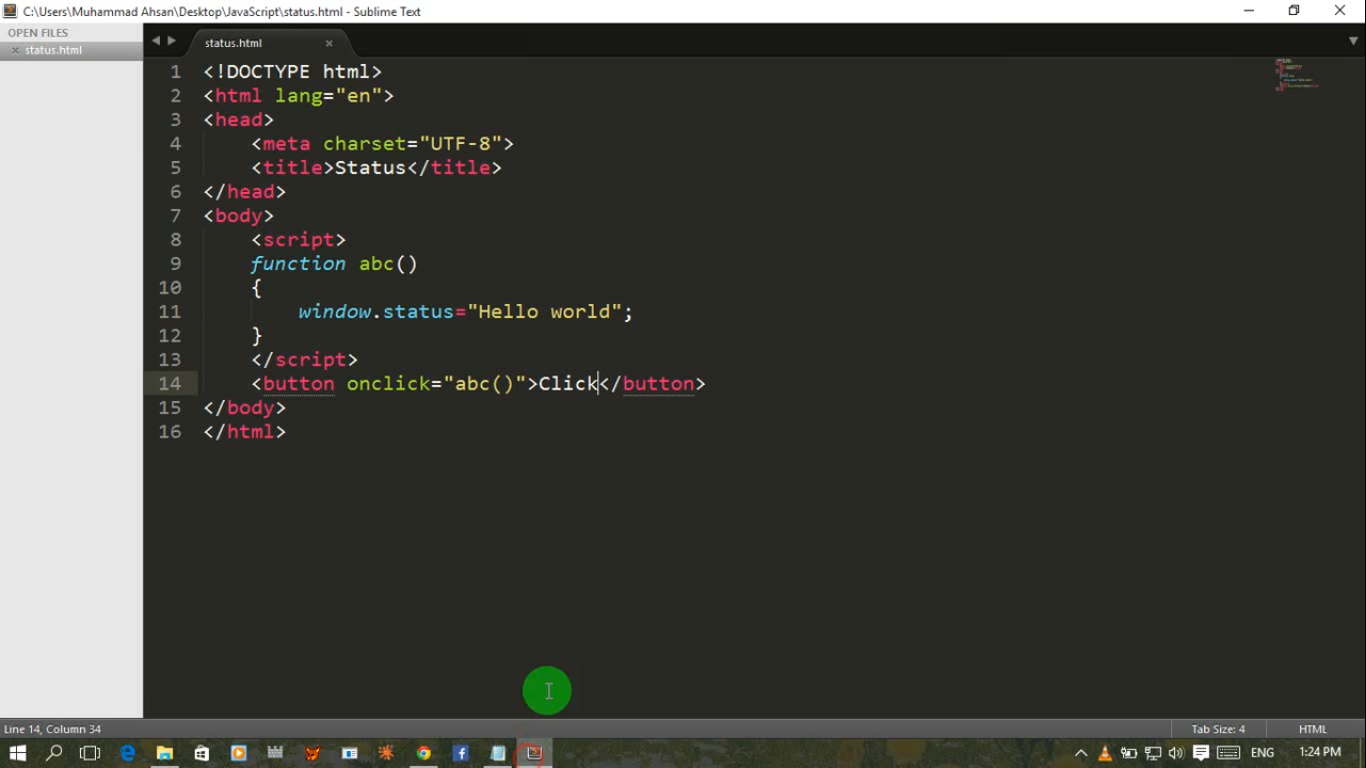 C:\Users\Muhammad Ahsan\Desktop\JavaScript\status.html - Sublime Text
OPEN FILES
status.html
status.html
1 <!DOCTYPE html>
2 <html lang="en">
3 <head>
4 <meta charset="UTF-8">
5 <title>Status</title>
6 </head>
7 <body>
8 <script>
9 function abc()
10 {
11 window.status="Hello world";
12 }
13 </script>
14 <button onclick="abc()">Click</button>
15 </body>
16 </html>
Line 14, Column 34
Tab Size: 4
HTML
ENG
1:24 PM